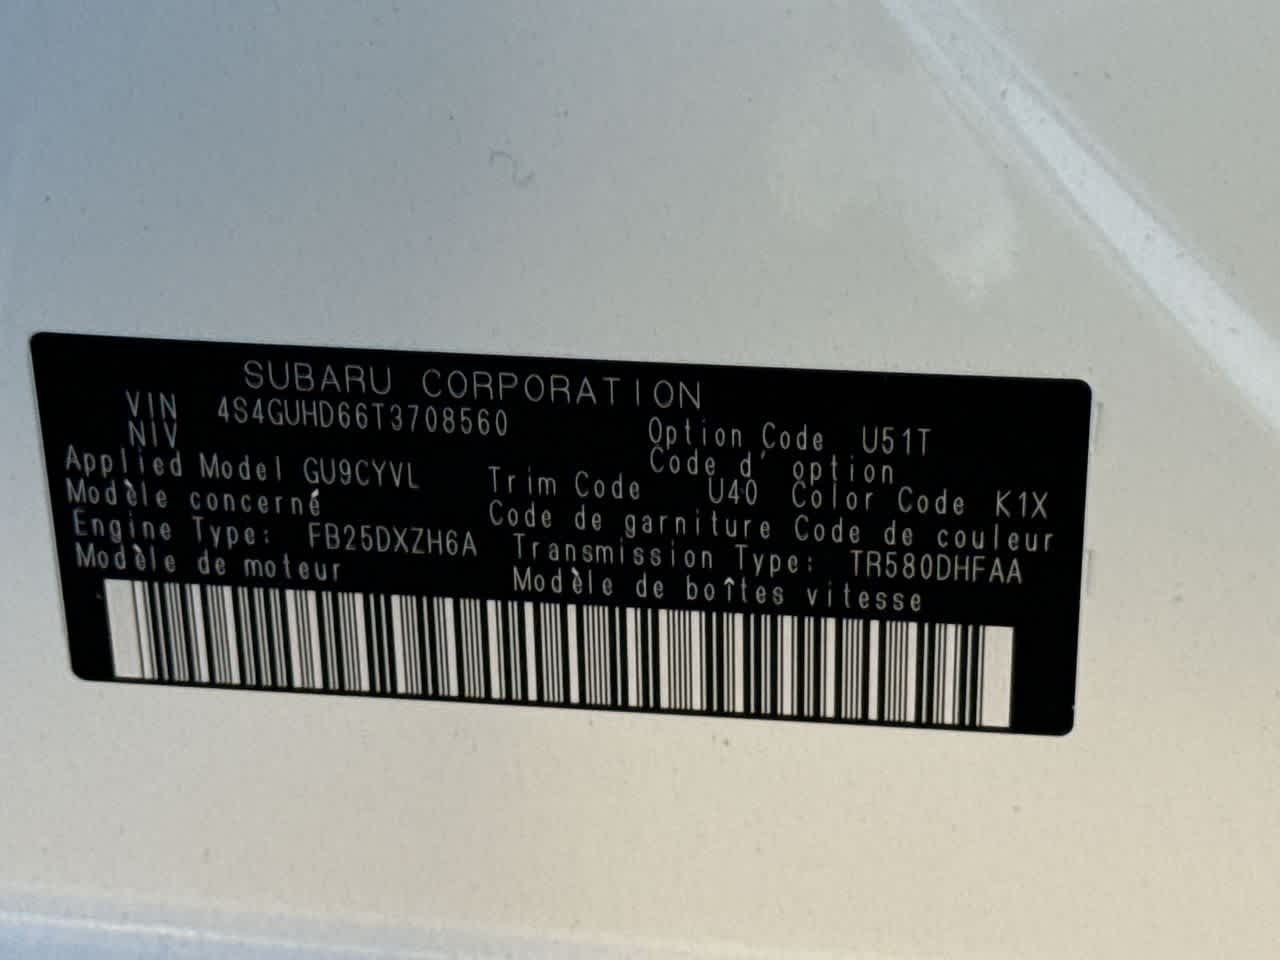 SUBARU CORPORATION
VIN 4S4GUHD66T3708560
NIV
Option Code U51T
Code d' option
Applied Model GU9CYVL
Modèle concerné
Trim Code U40 Color Code K1X
Code de garniture Code de couleur
Engine Type: FB25DXZH6A
Modèle de moteur
Transmission Type: TR580DHFAA
Modèle de boîtes vitesse